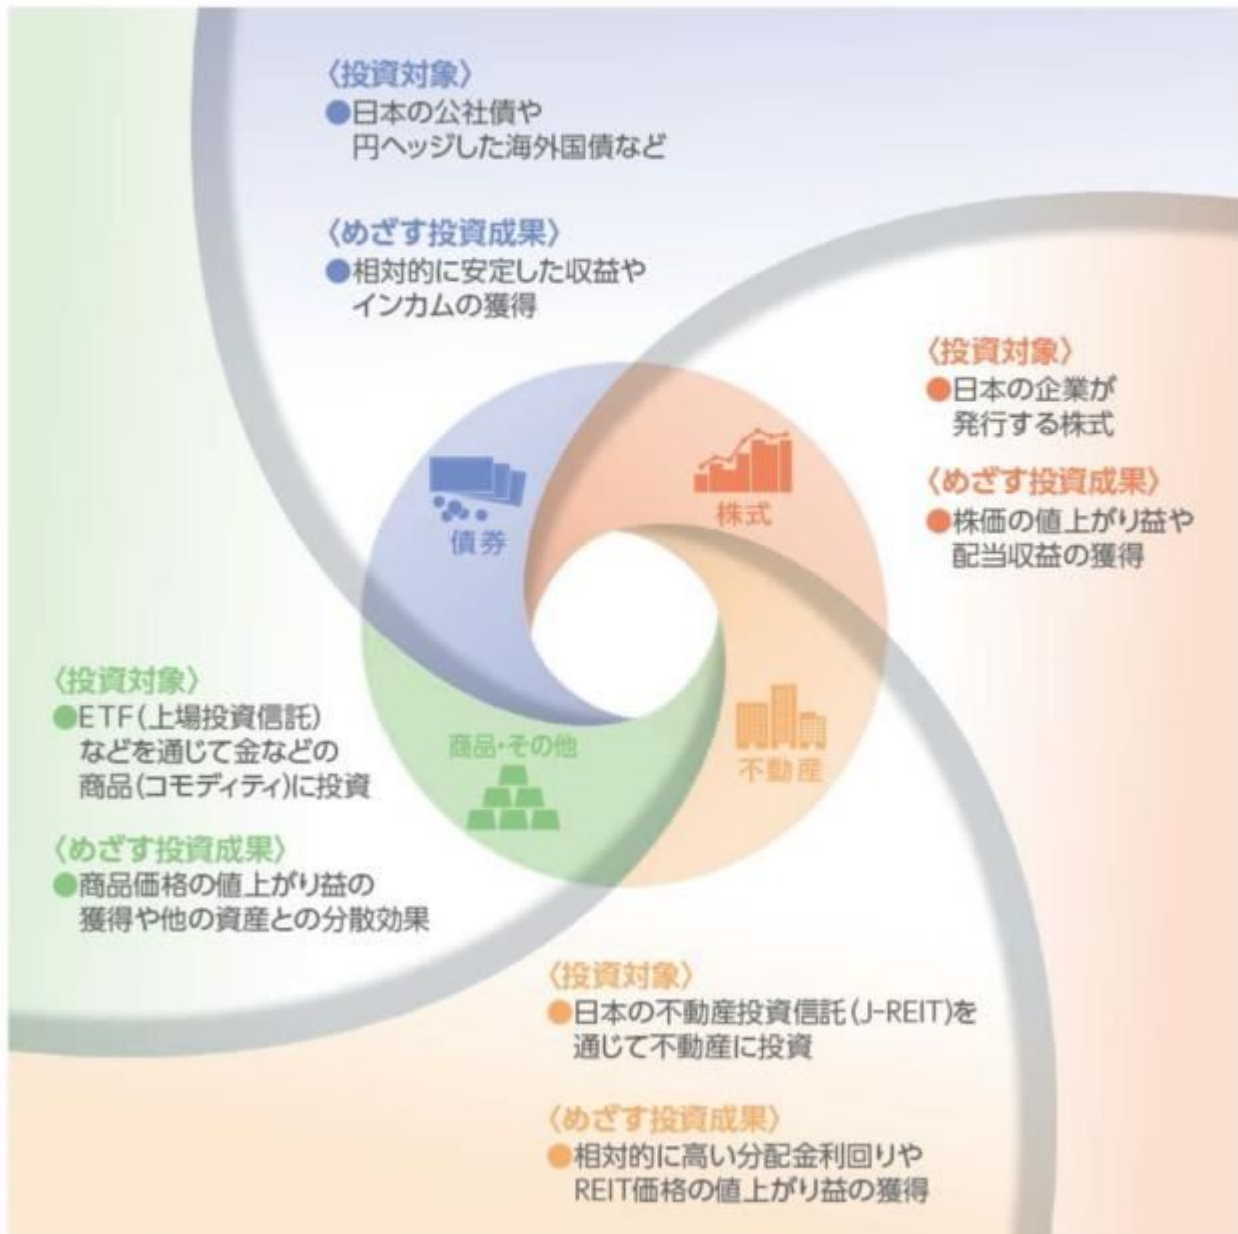 〈投資対象〉
●日本の公社債や
円ヘッジした海外国債など
〈めざす投資成果〉
●相対的に安定した収益や
インカムの獲得
〈投資対象〉
●日本の企業が
発行する株式
〈めざす投資成果〉
●株価の値上がり益や
配当収益の獲得
債券
株式
商品・その他
不動産
〈投資対象〉
●ETF(上場投資信託)
などを通じて金などの
商品(コモディティ)に投資
〈めざす投資成果〉
●商品価格の値上がり益の
獲得や他の資産との分散効果
〈投資対象〉
●日本の不動産投資信託(J-REIT)を
通じて不動産に投資
〈めざす投資成果〉
●相対的に高い分配金利回りや
REIT価格の値上がり益の獲得